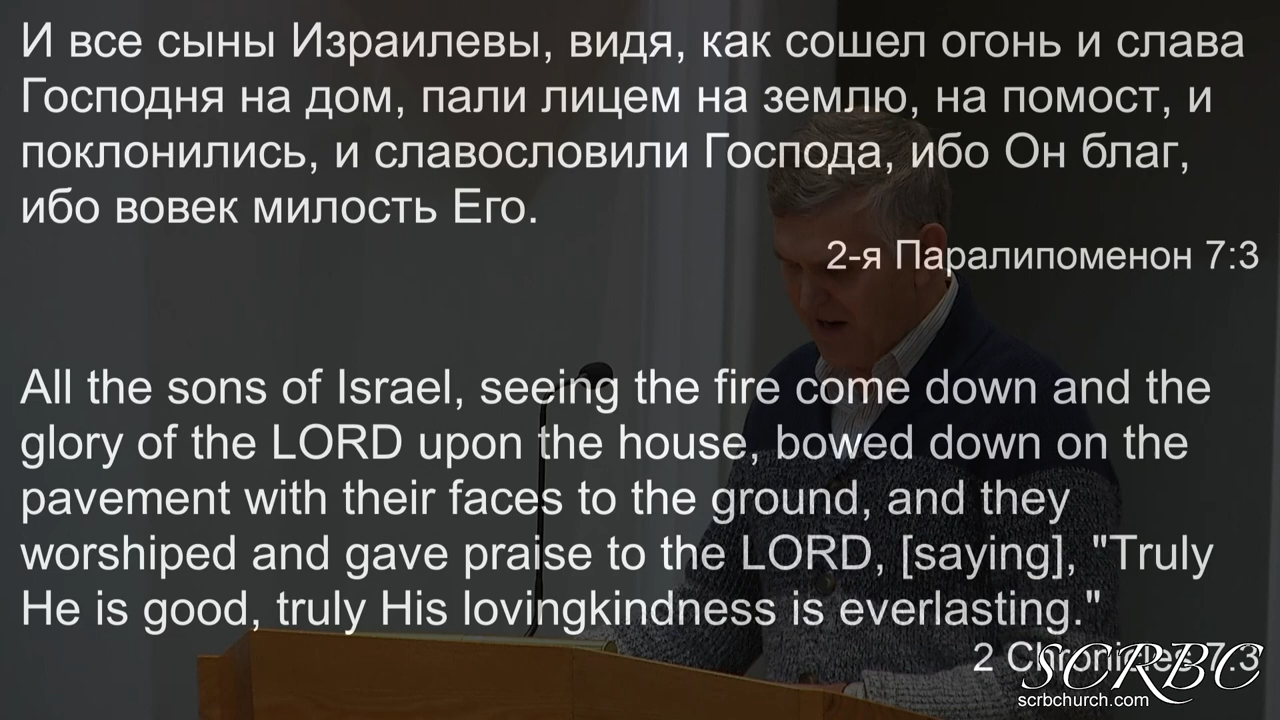 И все сыны Израилевы, видя, как сошел огонь и слава
Господня на дом, пали лицем на землю, на помост, и
поклонились, и славословили Господа, ибо Он благ,
ибо вовек милость Его.
2-я Паралипоменон 7:3
All the sons of Israel, seeing the fire come down and the
glory of the LORD upon the house, bowed down on the
pavement with their faces to the ground, and they
worshiped and gave praise to the LORD, [saying], "Truly
He is good, truly His lovingkindness is everlasting."
2 Chronicles 7:3
SCRBC
scrbchurch.com